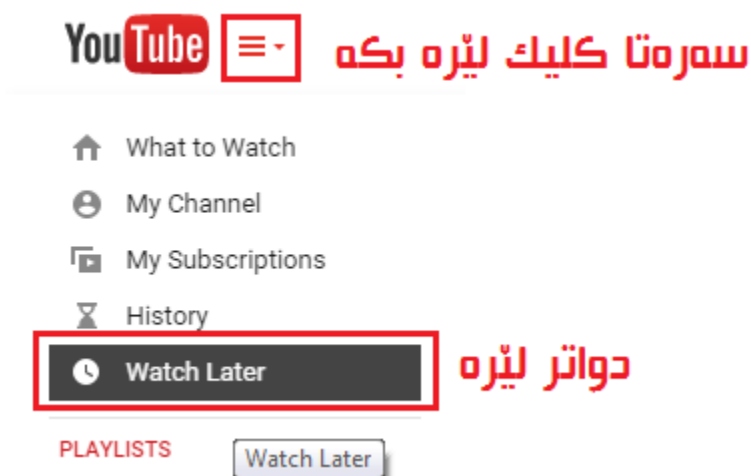 YouTube سەرەتا کلیك لێرە بکە
What to Watch
My Channel
My Subscriptions
History
Watch Later دواتر لێرە
PLAYLISTS
Watch Later